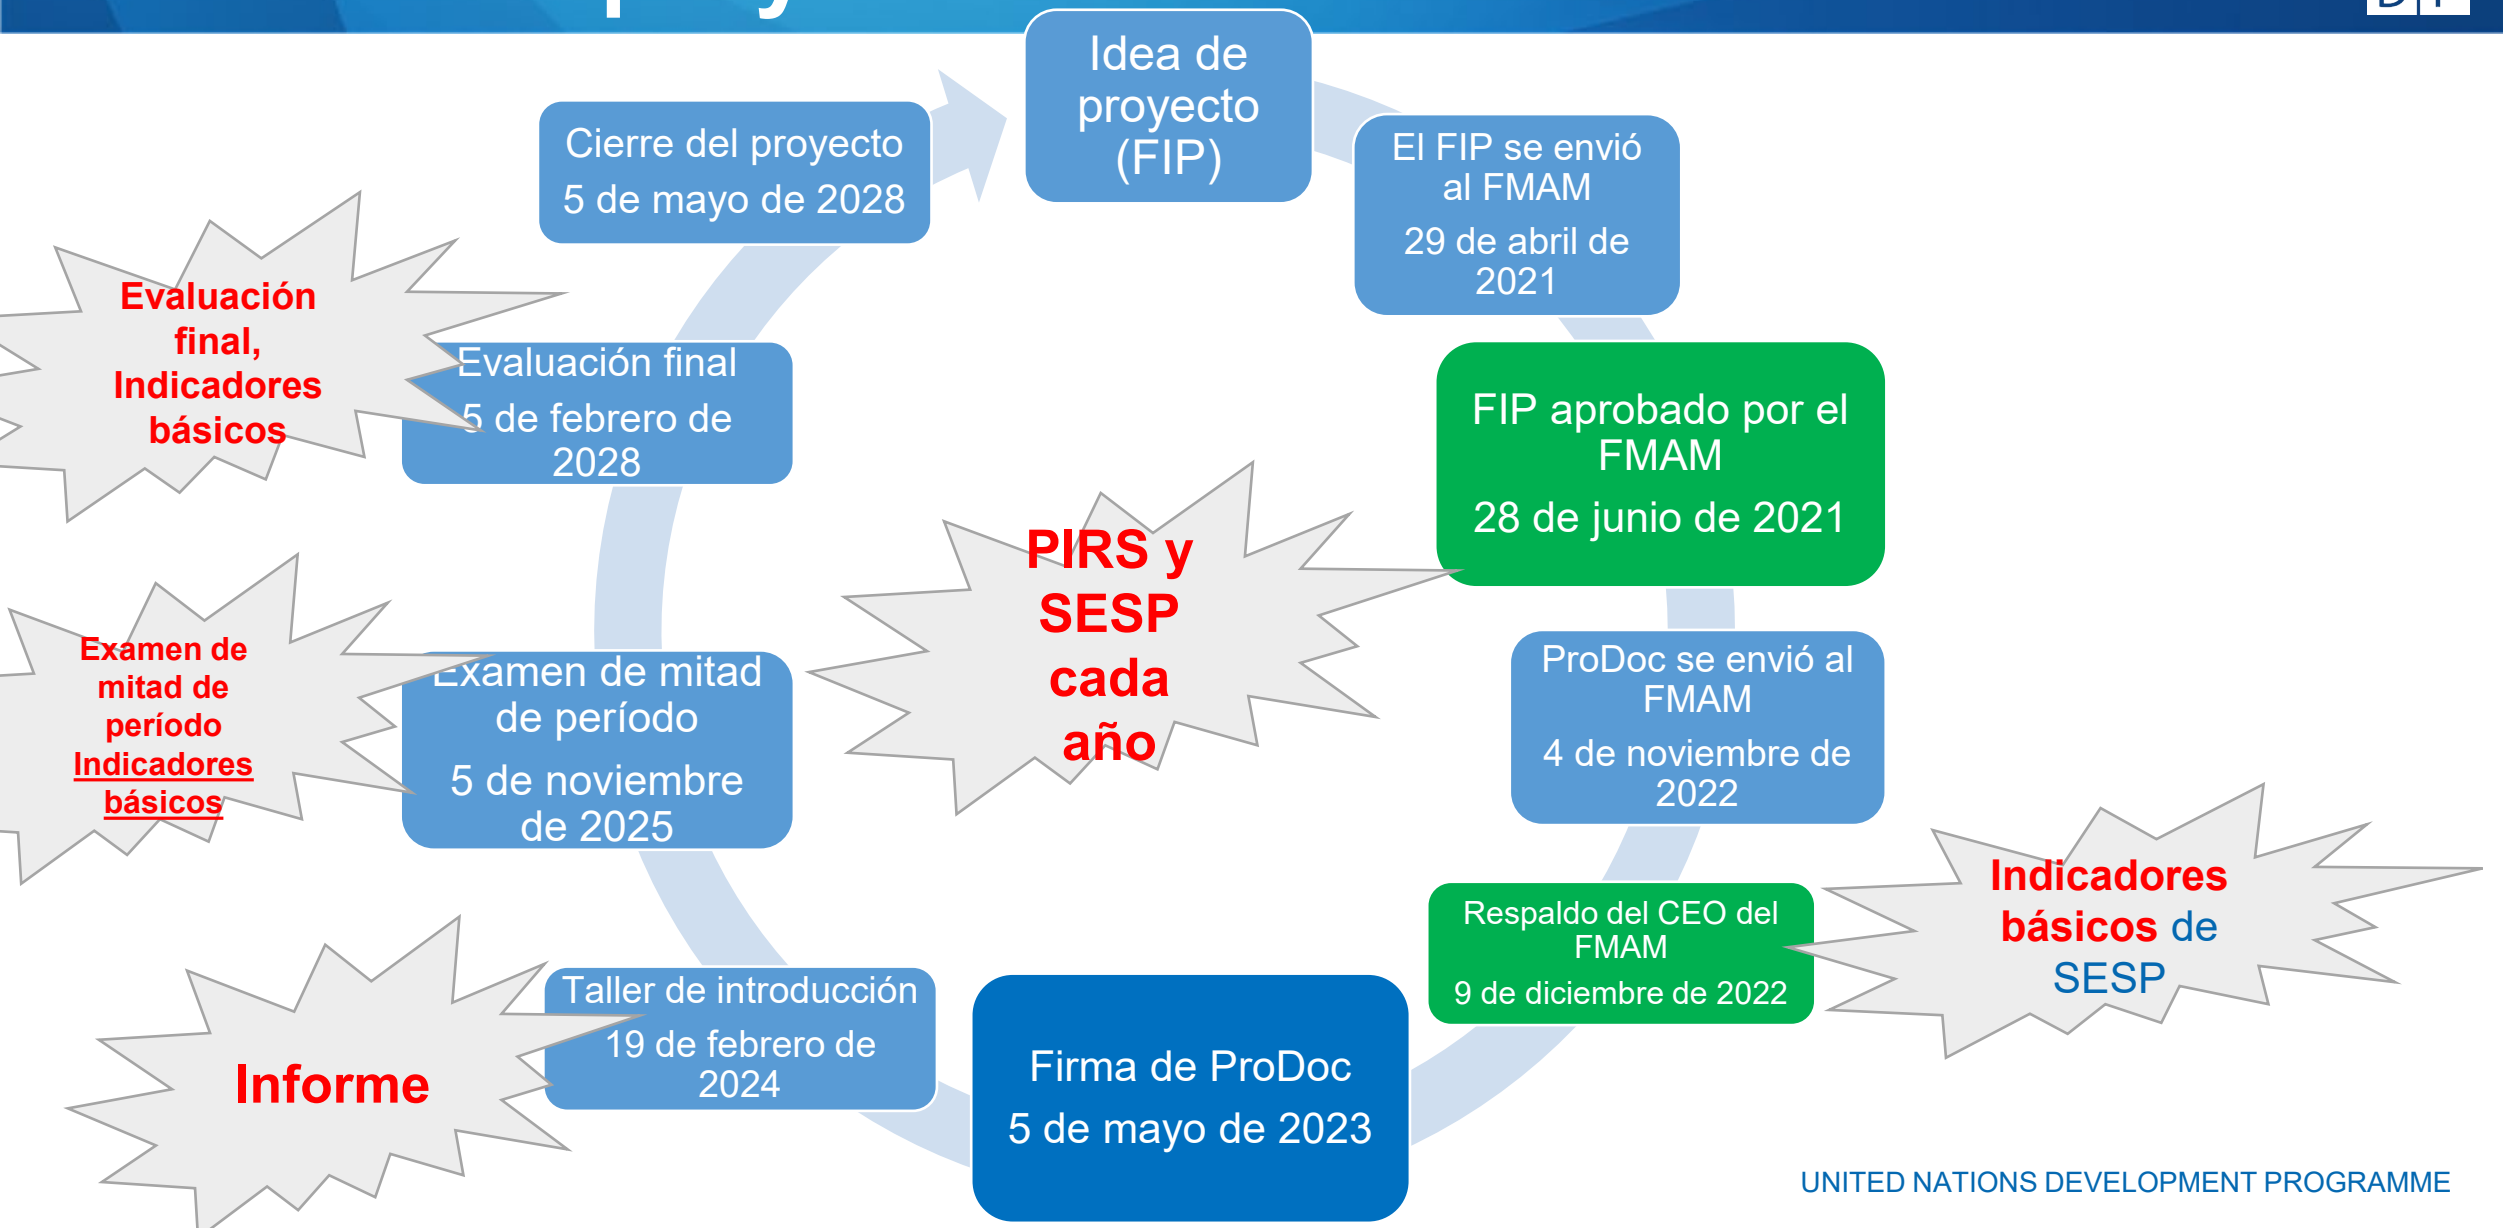 Idea de
proyecto
(FIP)
El FIP se envió
al FMAM
29 de abril de
2021
FIP aprobado por el
FMAM
28 de junio de 2021
ProDoc se envió al
FMAM
4 de noviembre de
2022
Respaldo del CEO del
FMAM
9 de diciembre de 2022
Indicadores
básicos de
SESP
Firma de ProDoc
5 de mayo de 2023
Taller de introducción
19 de febrero de
2024
Informe
Examen de mitad
de período
5 de noviembre
de 2025
Examen de
mitad de
período
Indicadores
básicos
Evaluación final
5 de febrero de
2028
Evaluación
final,
Indicadores
básicos
Cierre del proyecto
5 de mayo de 2028
PIRS y
SESP
cada
año
UNITED NATIONS DEVELOPMENT PROGRAMME